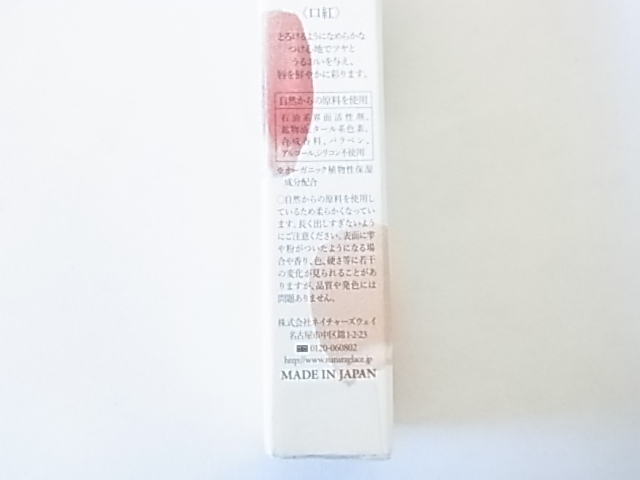 〈口紅〉
とろけるようになめらかな
つけ心地でツヤと
うるおいを与え、
唇を鮮やかに彩ります。
自然からの原料を使用
石油系界面活性剤、
鉱物油、タール系色素、
合成香料、パラベン、
アルコール、シリコン不使用
※オーガニック植物性保湿
成分配合
○自然からの原料を使用し
ているため柔らかくなってい
ます。長く出しすぎないよう
にご注意ください。表面に雫
や粉がついたようになる場
合や香り、色、硬さ等に若干
の変化が見られることがあ
りますが、品質や発色には
問題ありません。
株式会社ネイチャーズウェイ
名古屋市中区錦1-2-23
0120-060802
http://www.naturaglace.jp
MADE IN JAPAN